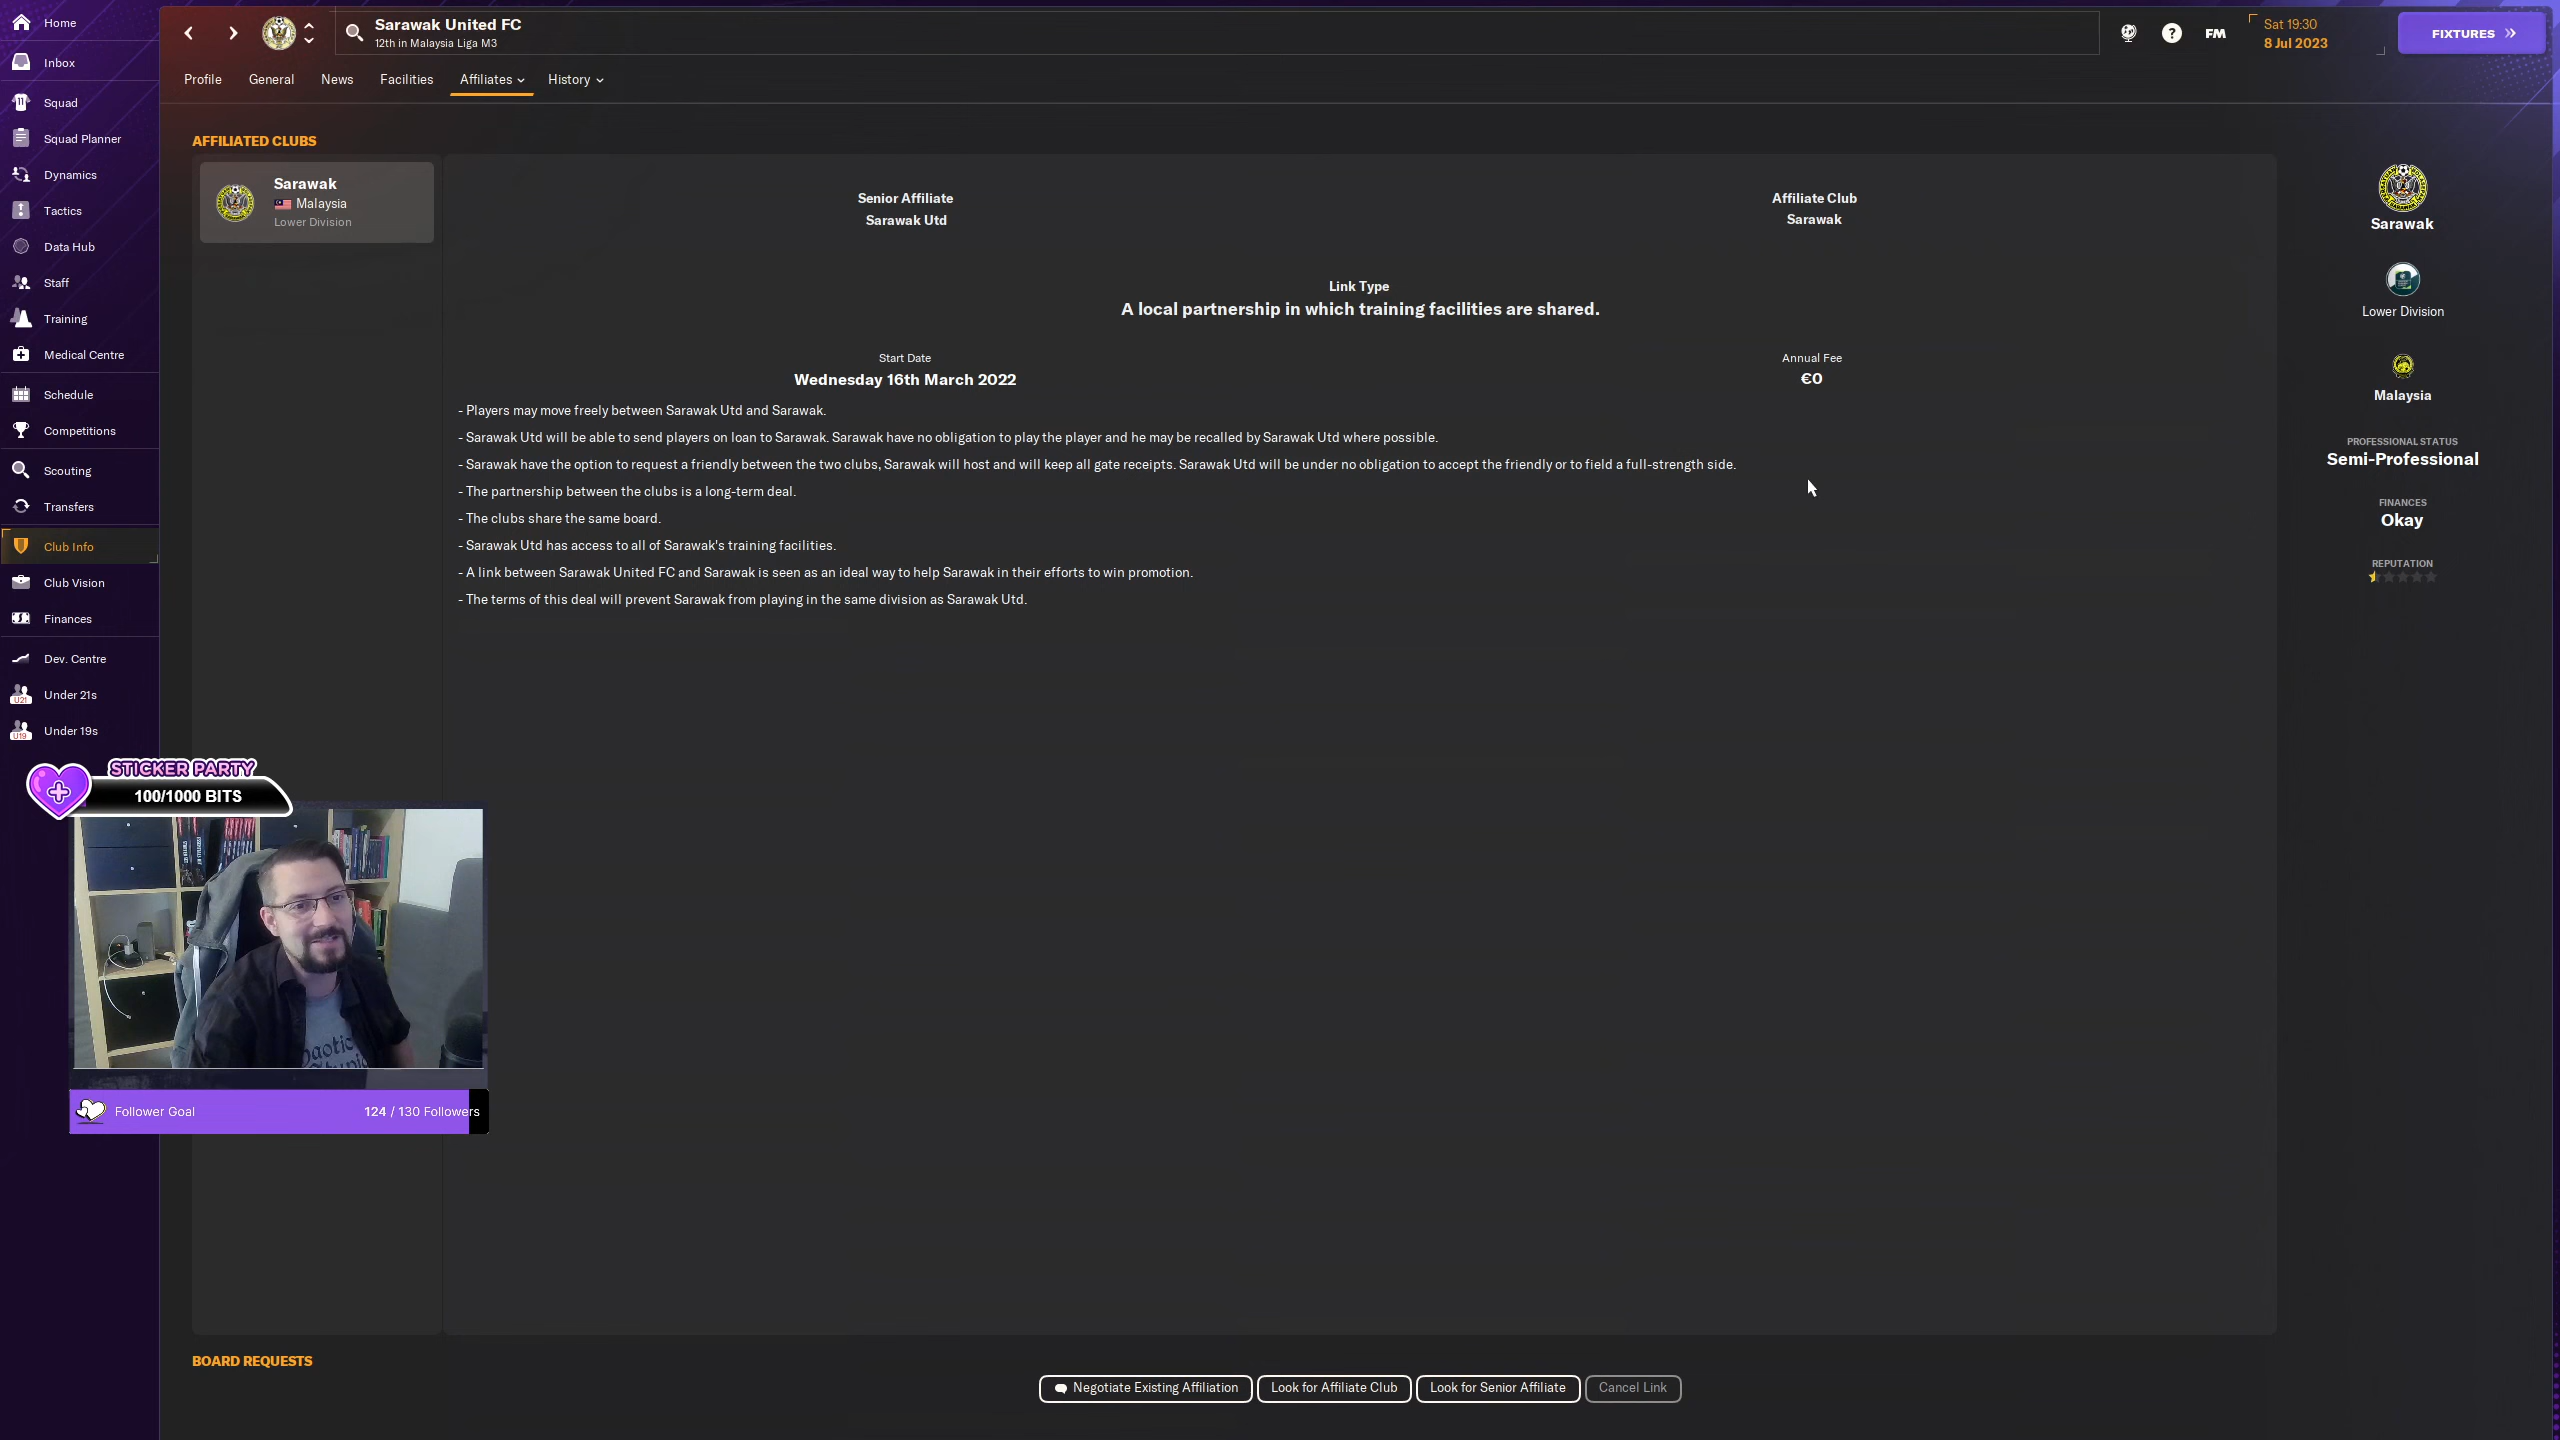 Home
Inbox
Squad
Squad Planner
Dynamics
Tactics
Data Hub
Staff
Training
Medical Centre
Schedule
Competitions
Scouting
Transfers
Club Info
Club Vision
Finances
Dev. Centre
Under 21s
U21
Under 19s
U19
Sarawak United FC
12th in Malaysia Liga M3
FM
Sat 19:30
8 Jul 2023
FIXTURES
Profile General News Facilities Affiliates History
AFFILIATED CLUBS
Sarawak
Malaysia
Lower Division
Senior Affiliate
Sarawak Utd
Affiliate Club
Sarawak
Link Type
A local partnership in which training facilities are shared.
Start Date
Wednesday 16th March 2022
Annual Fee
€0
- Players may move freely between Sarawak Utd and Sarawak.
- Sarawak Utd will be able to send players on loan to Sarawak. Sarawak have no obligation to play the player and he may be recalled by Sarawak Utd where possible.
- Sarawak have the option to request a friendly between the two clubs, Sarawak will host and will keep all gate receipts. Sarawak Utd will be under no obligation to accept the friendly or to field a full-strength side.
- The partnership between the clubs is a long-term deal.
- The clubs share the same board.
- Sarawak Utd has access to all of Sarawak's training facilities.
- A link between Sarawak United FC and Sarawak is seen as an ideal way to help Sarawak in their efforts to win promotion.
- The terms of this deal will prevent Sarawak from playing in the same division as Sarawak Utd.
Sarawak
Lower Division
Malaysia
PROFESSIONAL STATUS
Semi-Professional
FINANCES
Okay
REPUTATION
STICKER PARTY
100/1000 BITS
Follower Goal
124 / 130 Followers
BOARD REQUESTS
Negotiate Existing Affiliation
Look for Affiliate Club
Look for Senior Affiliate
Cancel Link